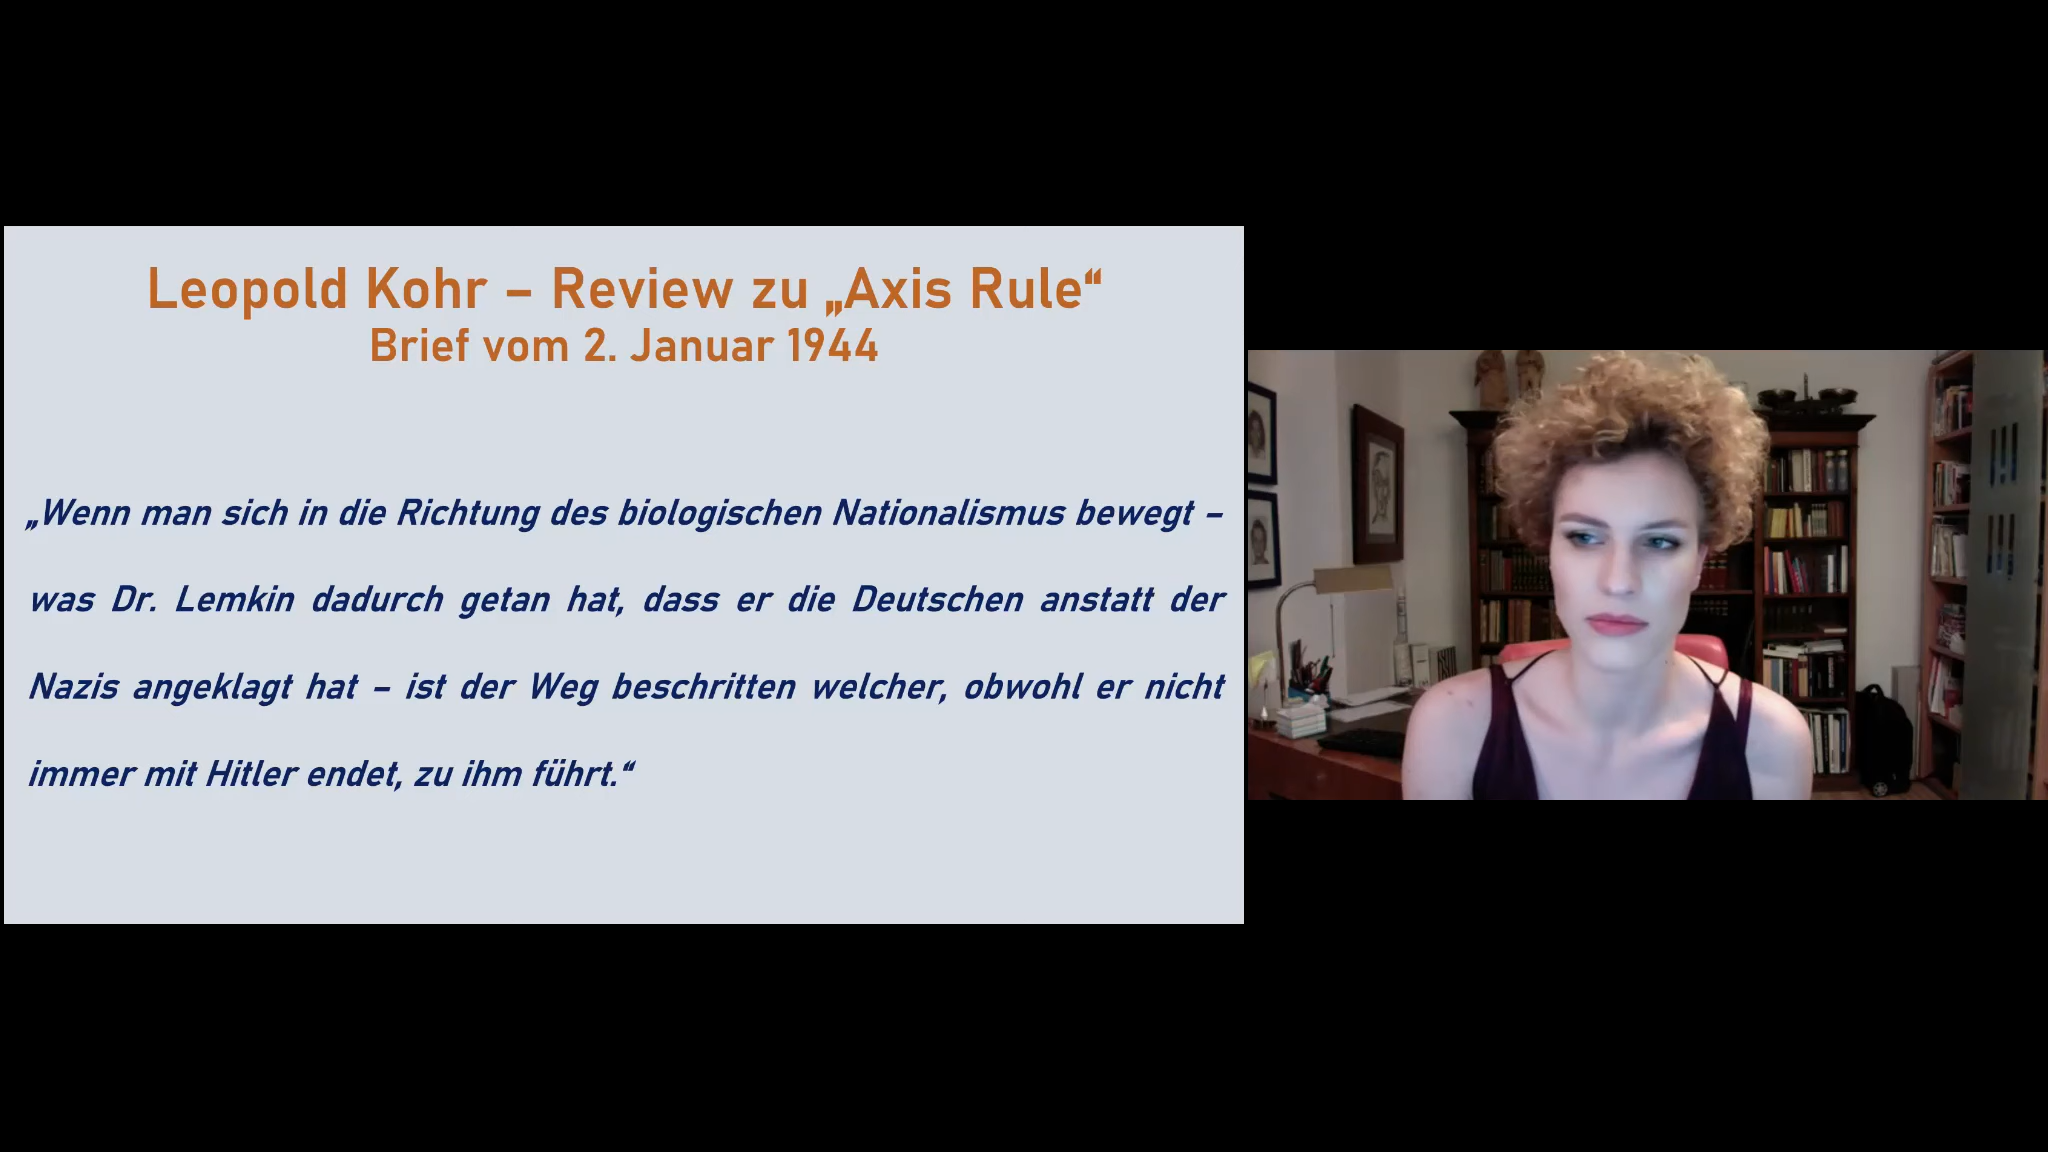 Leopold Kohr – Review zu „Axis Rule“
Brief vom 2. Januar 1944
„Wenn man sich in die Richtung des biologischen Nationalismus bewegt –
was Dr. Lemkin dadurch getan hat, dass er die Deutschen anstatt der
Nazis angeklagt hat – ist der Weg beschritten welcher, obwohl er nicht
immer mit Hitler endet, zu ihm führt.“